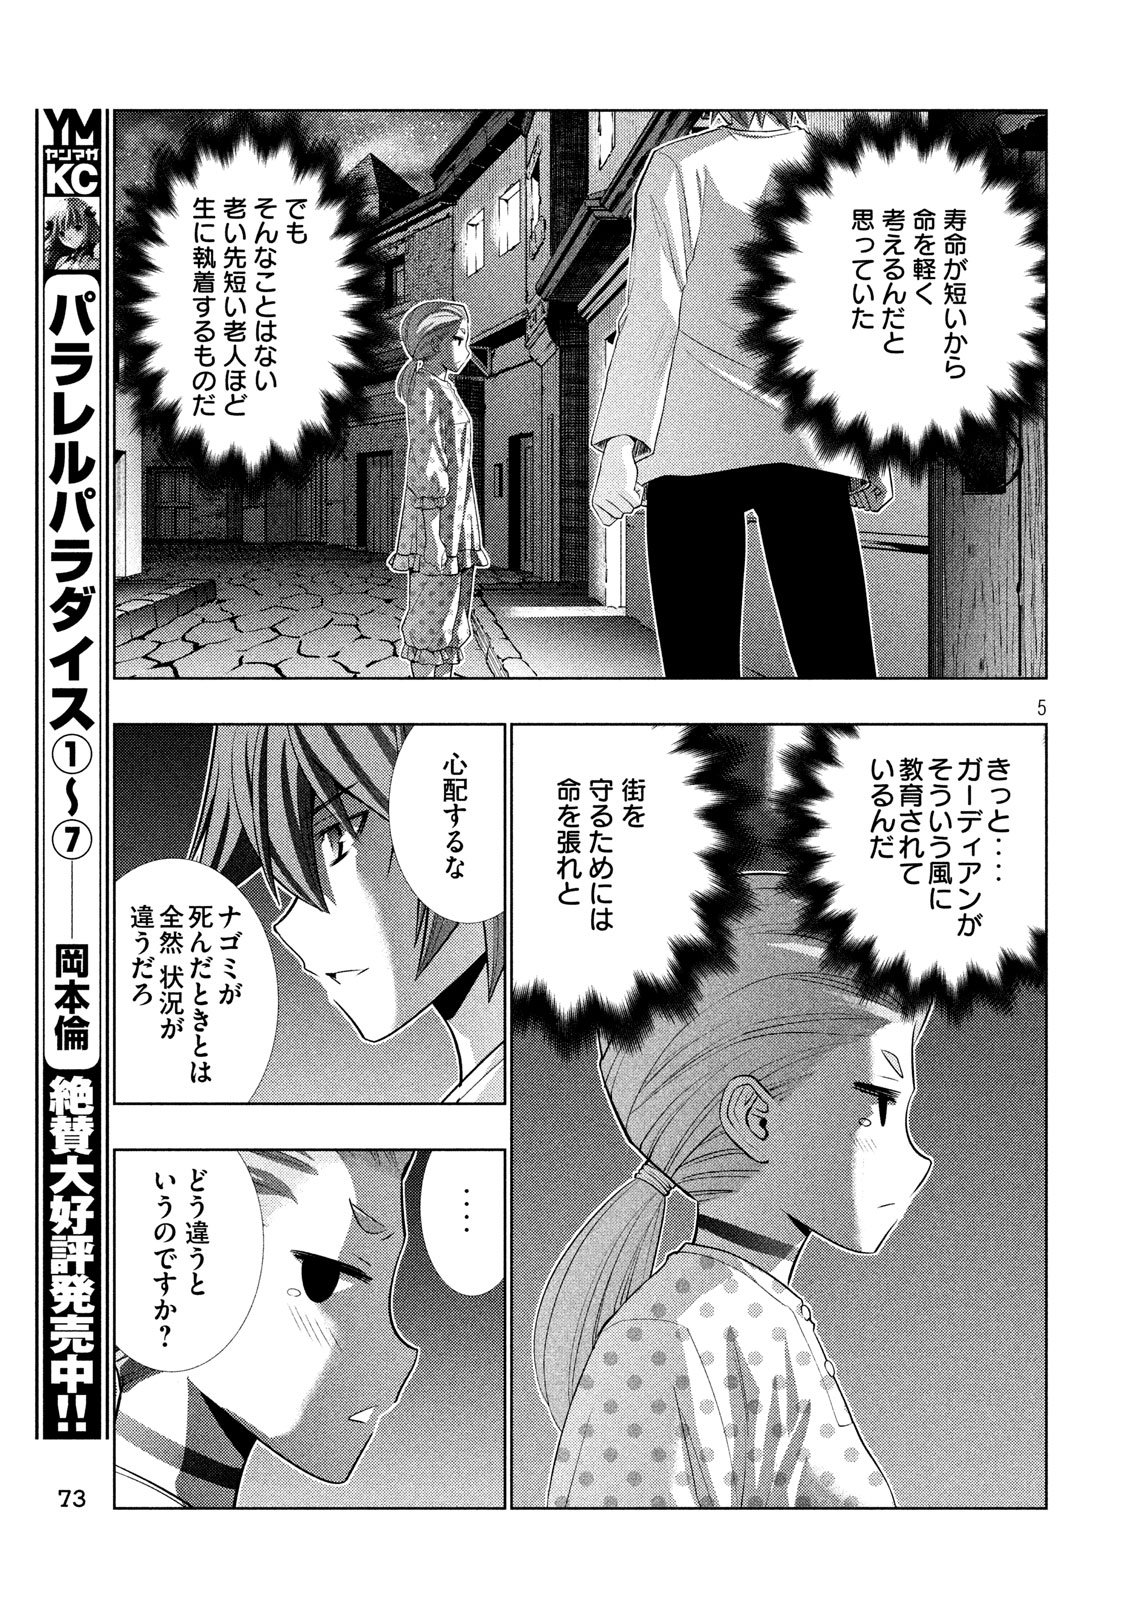 寿命が短いから
命を軽く
考えるんだと
思っていた
でも
そんなことはない
老い先短い老人ほど
生に執着するものだ
5
きっと‥‥
ガーディアンが
そういう風に
教育されて
いるんだ
街を
守るためには
命を張れと
心配するな
ナゴミが
死んだときとは
全然 状況が
違うだろ
‥‥
どう違うと
いうのですか?
YM
ヤンマガ
KC
パラレルパラダイス①〜⑦──岡本倫 絶賛大好評発売中!!
73